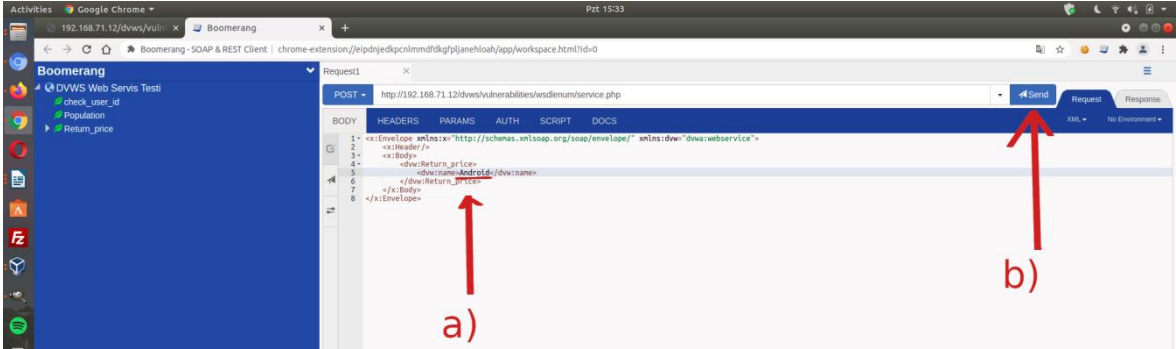 Activities Google Chrome Pzt 15:33
192.168.71.12/dvws/vuln Boomerang
Boomerang - SOAP & REST Client | chrome-extension://eipdnjedkpcnlmmdfdkgfpljanehloah/app/workspace.html?id=0
Boomerang
DVWS Web Servis Testi
check_user_id
Population
Return_price
Request1
POST http://192.168.71.12/dvws/vulnerabilities/wsdlenum/service.php Send Request Response
BODY HEADERS PARAMS AUTH SCRIPT DOCS XML No Environment
1 <x:Envelope xmlns:x="http://schemas.xmlsoap.org/soap/envelope/" xmlns:dvw="dvwa:webservice">
2 <x:Header/>
3 <x:Body>
4 <dvw:Return_price>
5 <dvw:name>Android</dvw:name>
6 </dvw:Return_price>
7 </x:Body>
8 </x:Envelope>
a)
b)